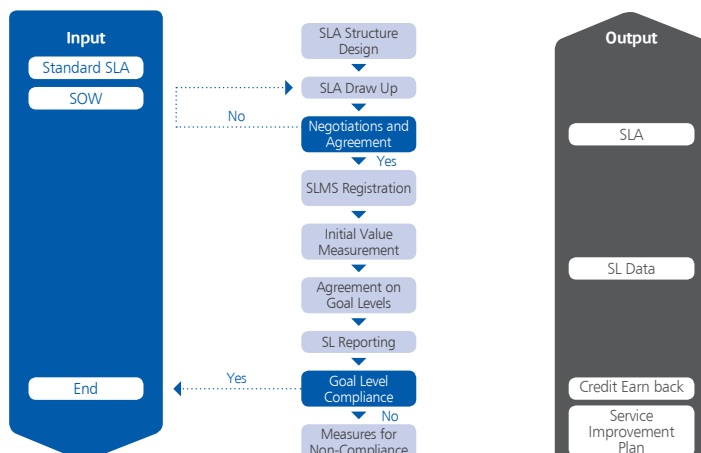 Input
Standard SLA
SOW
End
SLA Structure
Design
SLA Draw Up
No
Negotiations and
Agreement
Yes
SLMS Registration
Initial Value
Measurement
Agreement on
Goal Levels
SL Reporting
Yes
Goal Level
Compliance
No
Measures for
Non-Compliance
Output
SLA
SL Data
Credit Earn back
Service
Improvement
Plan